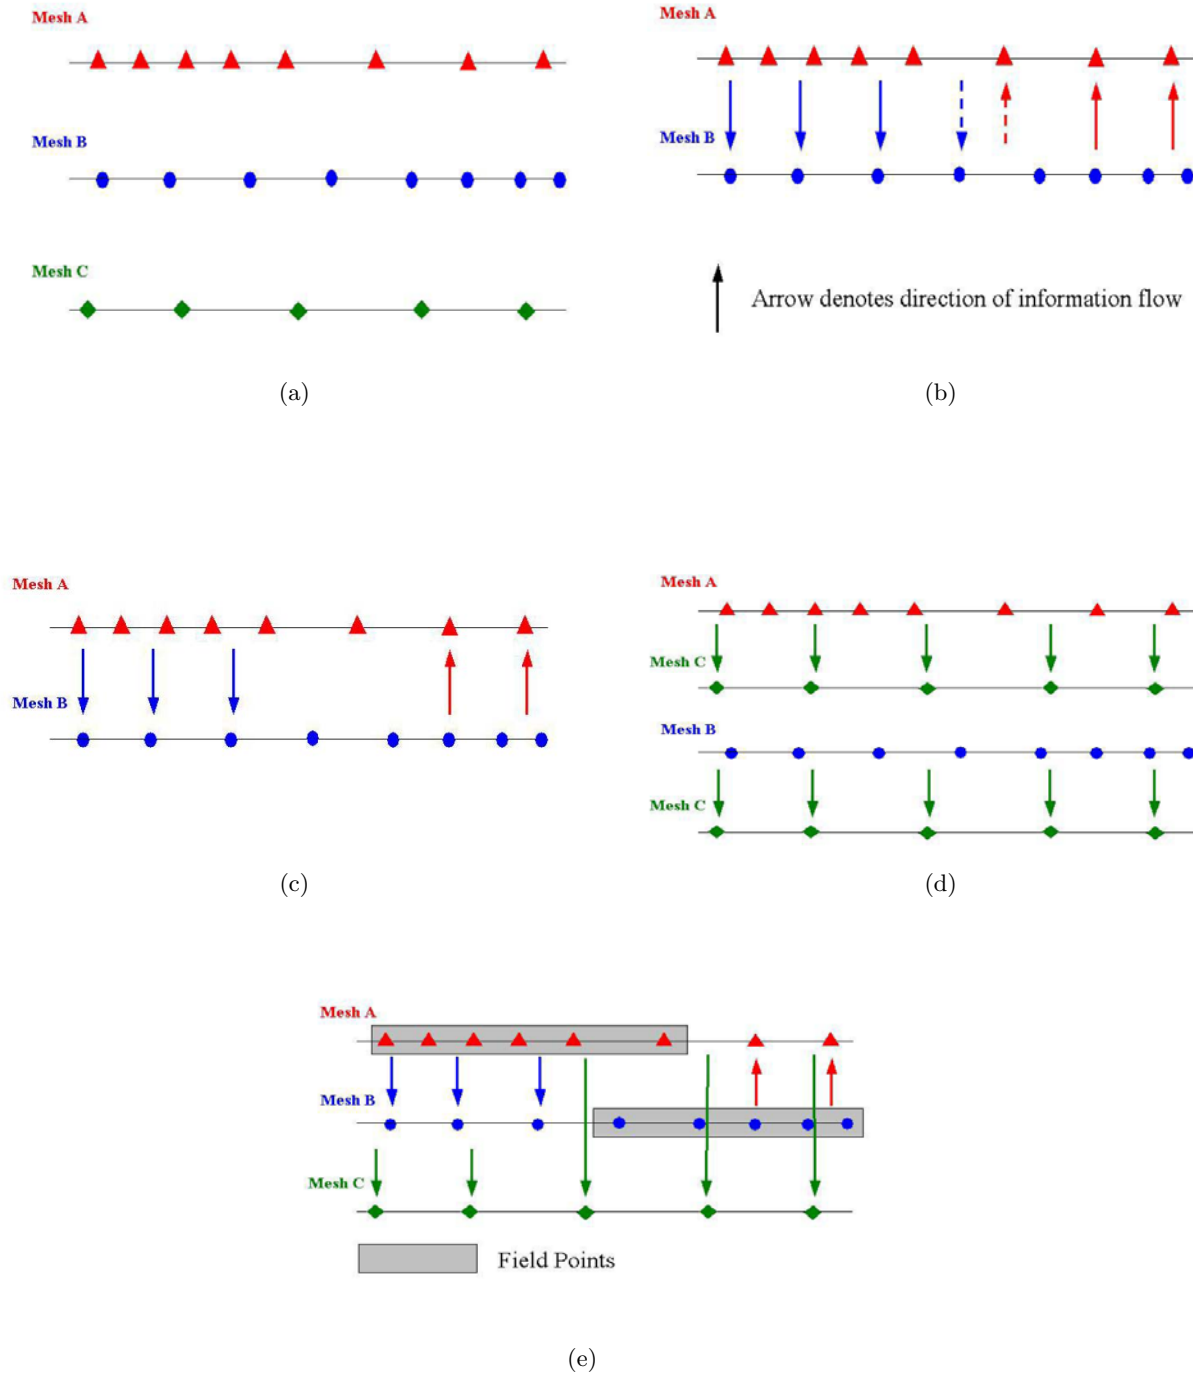 Mesh A
Mesh B
Mesh C
(a)
Mesh A
Mesh B
Arrow denotes direction of information flow
(b)
Mesh A
Mesh B
(c)
Mesh A
Mesh C
Mesh B
Mesh C
(d)
Mesh A
Mesh B
Mesh C
Field Points
(e)